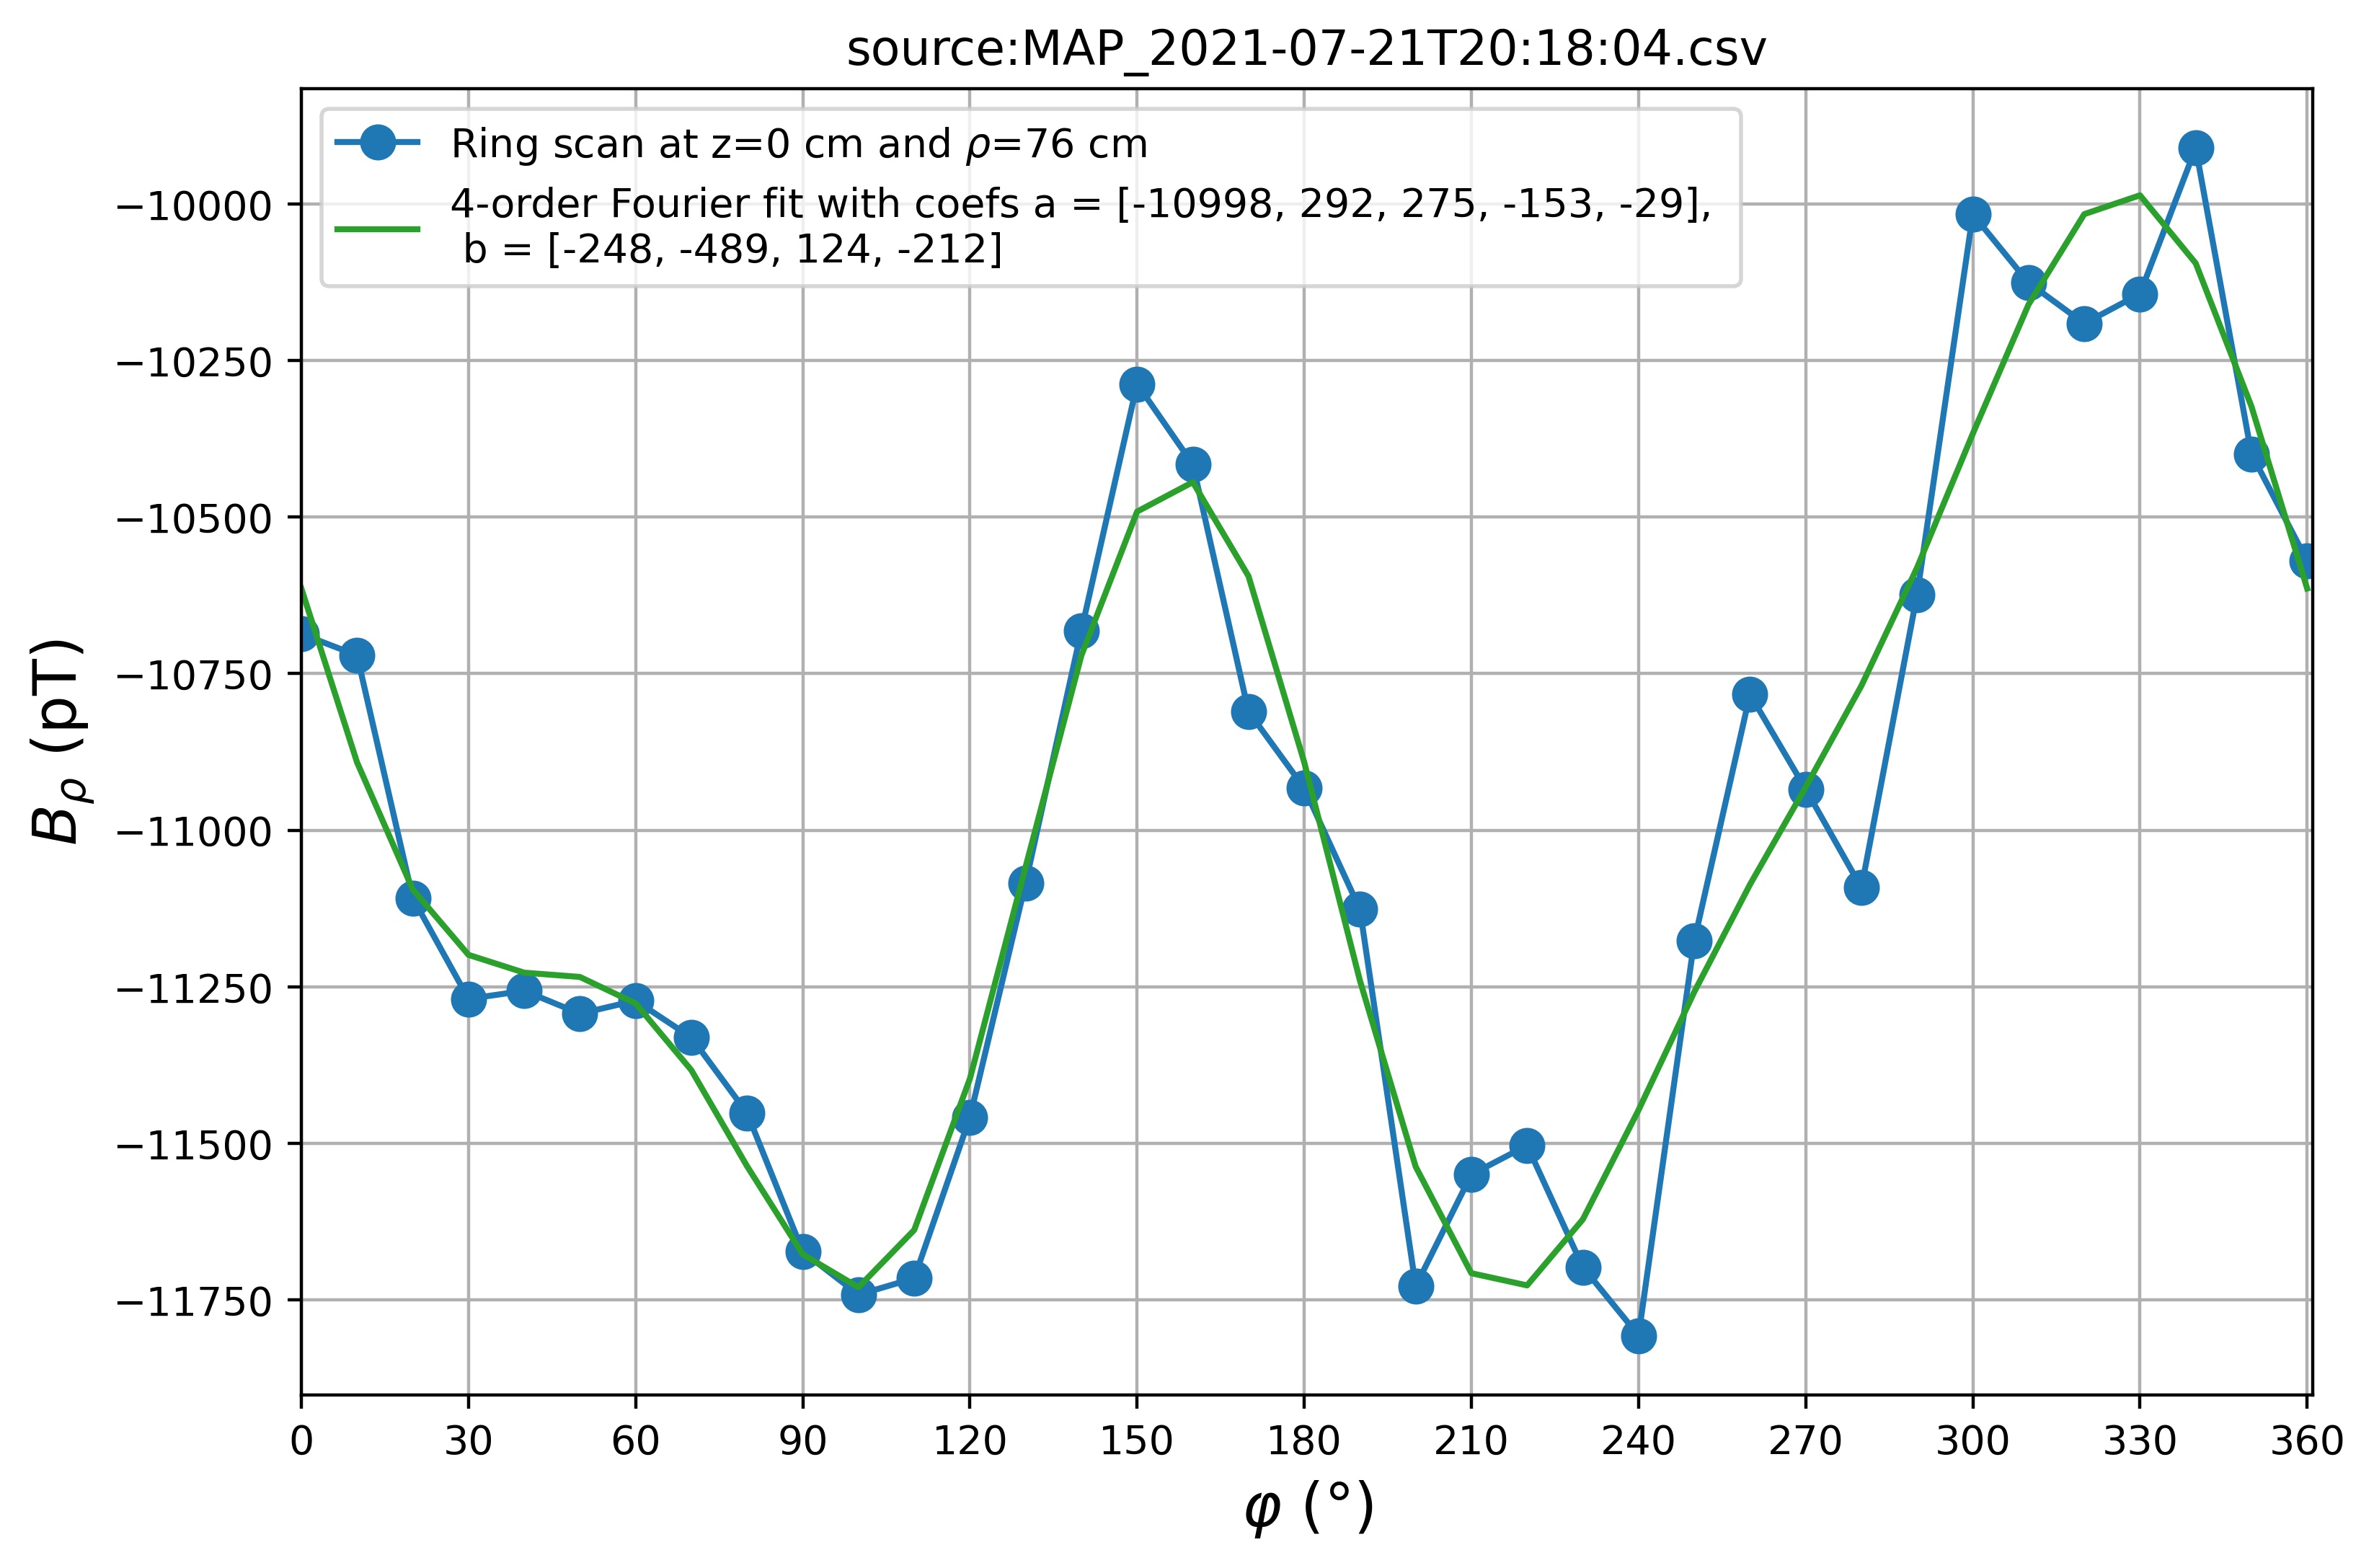 source:MAP_2021-07-21T20:18:04.csv
Ring scan at z=0 cm and ρ=76 cm
4-order Fourier fit with coefs a = [-10998, 292, 275, -153, -29],
b = [-248, -489, 124, -212]
−10000
−10250
−10500
−10750
−11000
−11250
−11500
−11750
Bρ (pT)
0 30 60 90 120 150 180 210 240 270 300 330 360
φ (°)